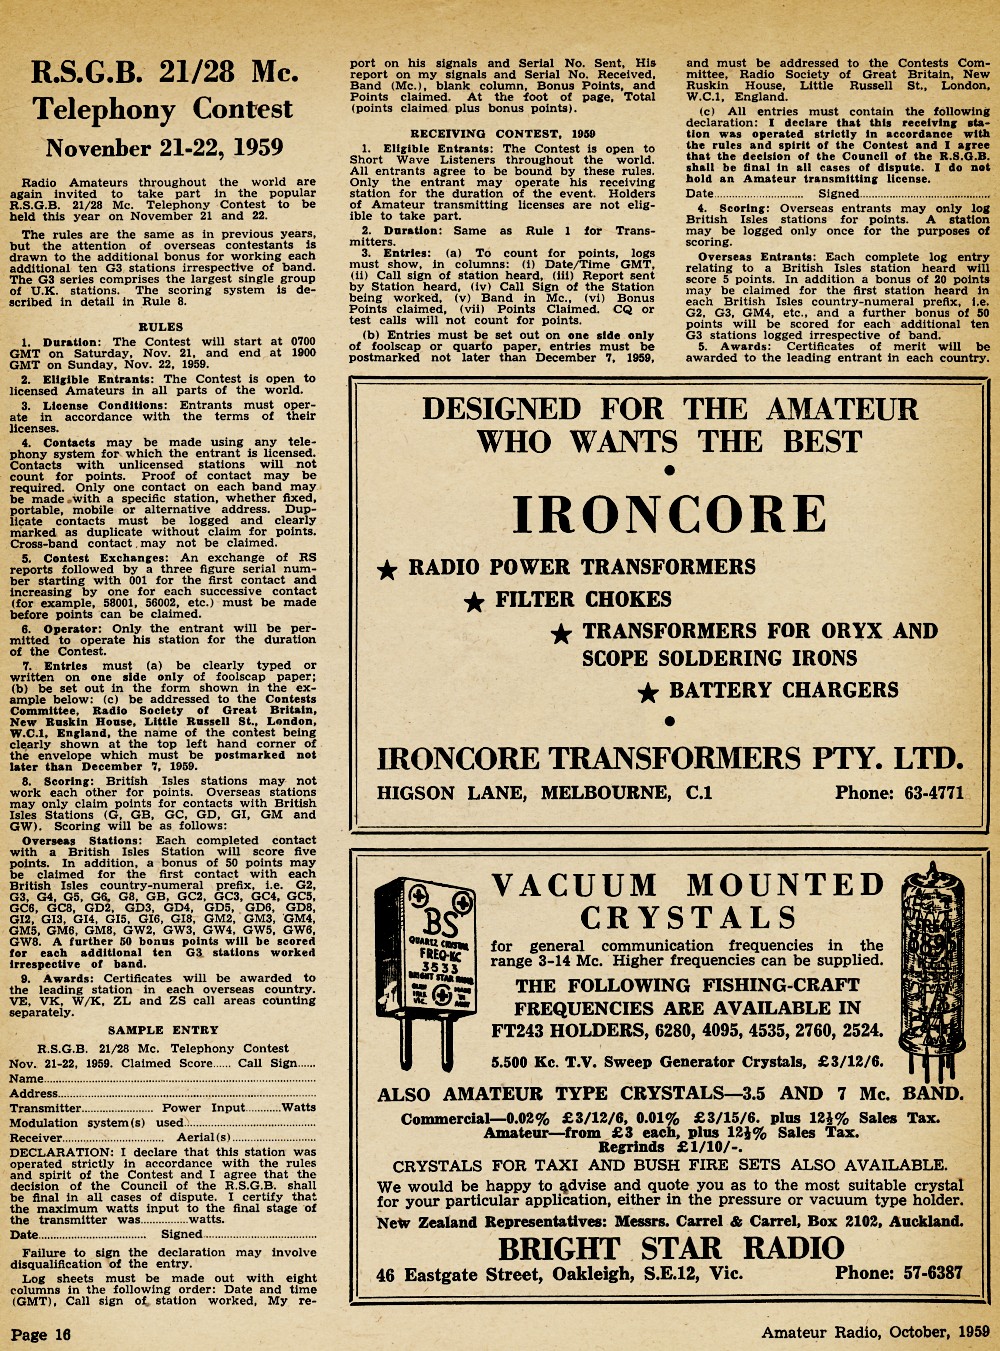 R.S.G.B. 21/28 Mc.
Telephony Contest
Novenber 21-22, 1959
Radio Amateurs throughout the world are
again invited to take part in the popular
R.S.G.B. 21/28 Mc. Telephony Contest to be
held this year on November 21 and 22.
The rules are the same as in previous years,
but the attention of overseas contestants is
drawn to the additional bonus for working each
additional ten G3 stations irrespective of band.
The G3 series comprises the largest single group
of U.K. stations. The scoring system is de-
scribed in detail in Rule 8.
RULES
1. Duration: The Contest will start at 0700
GMT on Saturday, Nov. 21, and end at 1900
GMT on Sunday, Nov. 22, 1959.
2. Eligible Entrants: The Contest is open to
licensed Amateurs in all parts of the world.
3. License Conditions: Entrants must oper-
ate in accordance with the terms of their
licenses.
4. Contacts may be made using any tele-
phony system for which the entrant is licensed.
Contacts with unlicensed stations will not
count for points. Proof of contact may be
required. Only one contact on each band may
be made with a specific station, whether fixed,
portable, mobile or alternative address. Dup-
licate contacts must be logged and clearly
marked as duplicate without claim for points.
Cross-band contact may not be claimed.
5. Contest Exchanges: An exchange of RS
reports followed by a three figure serial num-
ber starting with 001 for the first contact and
increasing by one for each successive contact
(for example, 58001, 56002, etc.) must be made
before points can be claimed.
6. Operator: Only the entrant will be per-
mitted to operate his station for the duration
of the Contest.
7. Entries must (a) be clearly typed or
written on one side only of foolscap paper;
(b) be set out in the form shown in the ex-
ample below: (c) be addressed to the Contests
Committee, Radio Society of Great Britain,
New Ruskin House, Little Russell St., London,
W.C.1, England, the name of the contest being
clearly shown at the top left hand corner of
the envelope which must be postmarked not
later than December 7, 1959.
8. Scoring: British Isles stations may not
work each other for points. Overseas stations
may only claim points for contacts with British
Isles Stations (G, GB, GC, GD, GI, GM and
GW). Scoring will be as follows:
Overseas Stations: Each completed contact
with a British Isles Station will score five
points. In addition, a bonus of 50 points may
be claimed for the first contact with each
British Isles country-numeral prefix, i.e. G2,
G3, G4, G5, G6, G8, GB, GC2, GC3, GC4, GC5,
GC6, GC8, GD2, GD3, GD4, GD5, GD6, GD8,
GI2, GI3, GI4, GI5, GI6, GI8, GM2, GM3, GM4,
GM5, GM6, GM8, GW2, GW3, GW4, GW5, GW6,
GW8. A further 50 bonus points will be scored
for each additional ten G3 stations worked
irrespective of band.
9. Awards: Certificates will be awarded to
the leading station in each overseas country.
VE, VK, W/K, ZL and ZS call areas counting
separately.
SAMPLE ENTRY
R.S.G.B. 21/28 Mc. Telephony Contest
Nov. 21-22, 1959. Claimed Score...... Call Sign......
Name..........
Address..........
Transmitter.......... Power Input..........Watts
Modulation system(s) used..........
Receiver.......... Aerial(s)..........
DECLARATION: I declare that this station was
operated strictly in accordance with the rules
and spirit of the Contest and I agree that the
decision of the Council of the R.S.G.B. shall
be final in all cases of dispute. I certify that
the maximum watts input to the final stage of
the transmitter was..........watts.
Date.......... Signed..........
Failure to sign the declaration may involve
disqualification of the entry.
Log sheets must be made out with eight
columns in the following order: Date and time
(GMT), Call sign of station worked, My re-
port on his signals and Serial No. Sent, His
report on my signals and Serial No. Received,
Band (Mc.), blank column, Bonus Points, and
Points claimed. At the foot of page, Total
(points claimed plus bonus points).
RECEIVING CONTEST, 1959
1. Eligible Entrants: The Contest is open to
Short Wave Listeners throughout the world.
All entrants agree to be bound by these rules.
Only the entrant may operate his receiving
station for the duration of the event. Holders
of Amateur transmitting licenses are not elig-
ible to take part.
2. Duration: Same as Rule 1 for Trans-
mitters.
3. Entries: (a) To count for points, logs
must show, in columns: (i) Date/Time GMT,
(ii) Call sign of station heard, (iii) Report sent
by Station heard, (iv) Call Sign of the Station
being worked, (v) Band in Mc., (vi) Bonus
Points claimed, (vii) Points Claimed. CQ or
test calls will not count for points.
(b) Entries must be set out on one side only
of foolscap or quarto paper, entries must be
postmarked not later than December 7, 1959,
and must be addressed to the Contests Com-
mittee, Radio Society of Great Britain, New
Ruskin House, Little Russell St., London,
W.C.1, England.
(c) All entries must contain the following
declaration: I declare that this receiving sta-
tion was operated strictly in accordance with
the rules and spirit of the Contest and I agree
that the decision of the Council of the R.S.G.B.
shall be final in all cases of dispute. I do not
hold an Amateur transmitting license.
Date.......... Signed..........
4. Scoring: Overseas entrants may only log
British Isles stations for points. A station
may be logged only once for the purposes of
scoring.
Overseas Entrants: Each complete log entry
relating to a British Isles station heard will
score 5 points. In addition a bonus of 20 points
may be claimed for the first station heard in
each British Isles country-numeral prefix, i.e.
G2, G3, GM4, etc., and a further bonus of 50
points will be scored for each additional ten
G3 stations logged irrespective of band.
5. Awards: Certificates of merit will be
awarded to the leading entrant in each country.
DESIGNED FOR THE AMATEUR
WHO WANTS THE BEST
•
IRONCORE
★ RADIO POWER TRANSFORMERS
★ FILTER CHOKES
★ TRANSFORMERS FOR ORYX AND
SCOPE SOLDERING IRONS
★ BATTERY CHARGERS
•
IRONCORE TRANSFORMERS PTY. LTD.
HIGSON LANE, MELBOURNE, C.1 Phone: 63-4771
BS
QUARTZ CRYSTAL
FREQ-KC
3533
BRIGHT STAR RADIO
VACUUM MOUNTED
CRYSTALS
for general communication frequencies in the
range 3-14 Mc. Higher frequencies can be supplied.
THE FOLLOWING FISHING-CRAFT
FREQUENCIES ARE AVAILABLE IN
FT243 HOLDERS, 6280, 4095, 4535, 2760, 2524.
5.500 Kc. T.V. Sweep Generator Crystals, £3/12/6.
ALSO AMATEUR TYPE CRYSTALS—3.5 AND 7 Mc. BAND.
Commercial—0.02% £3/12/6, 0.01% £3/15/6. plus 12½% Sales Tax.
Amateur—from £3 each, plus 12½% Sales Tax.
Regrinds £1/10/-.
CRYSTALS FOR TAXI AND BUSH FIRE SETS ALSO AVAILABLE.
We would be happy to advise and quote you as to the most suitable crystal
for your particular application, either in the pressure or vacuum type holder.
New Zealand Representatives: Messrs. Carrel & Carrel, Box 2102, Auckland.
BRIGHT STAR RADIO
46 Eastgate Street, Oakleigh, S.E.12, Vic. Phone: 57-6387
Page 16
Amateur Radio, October, 1959